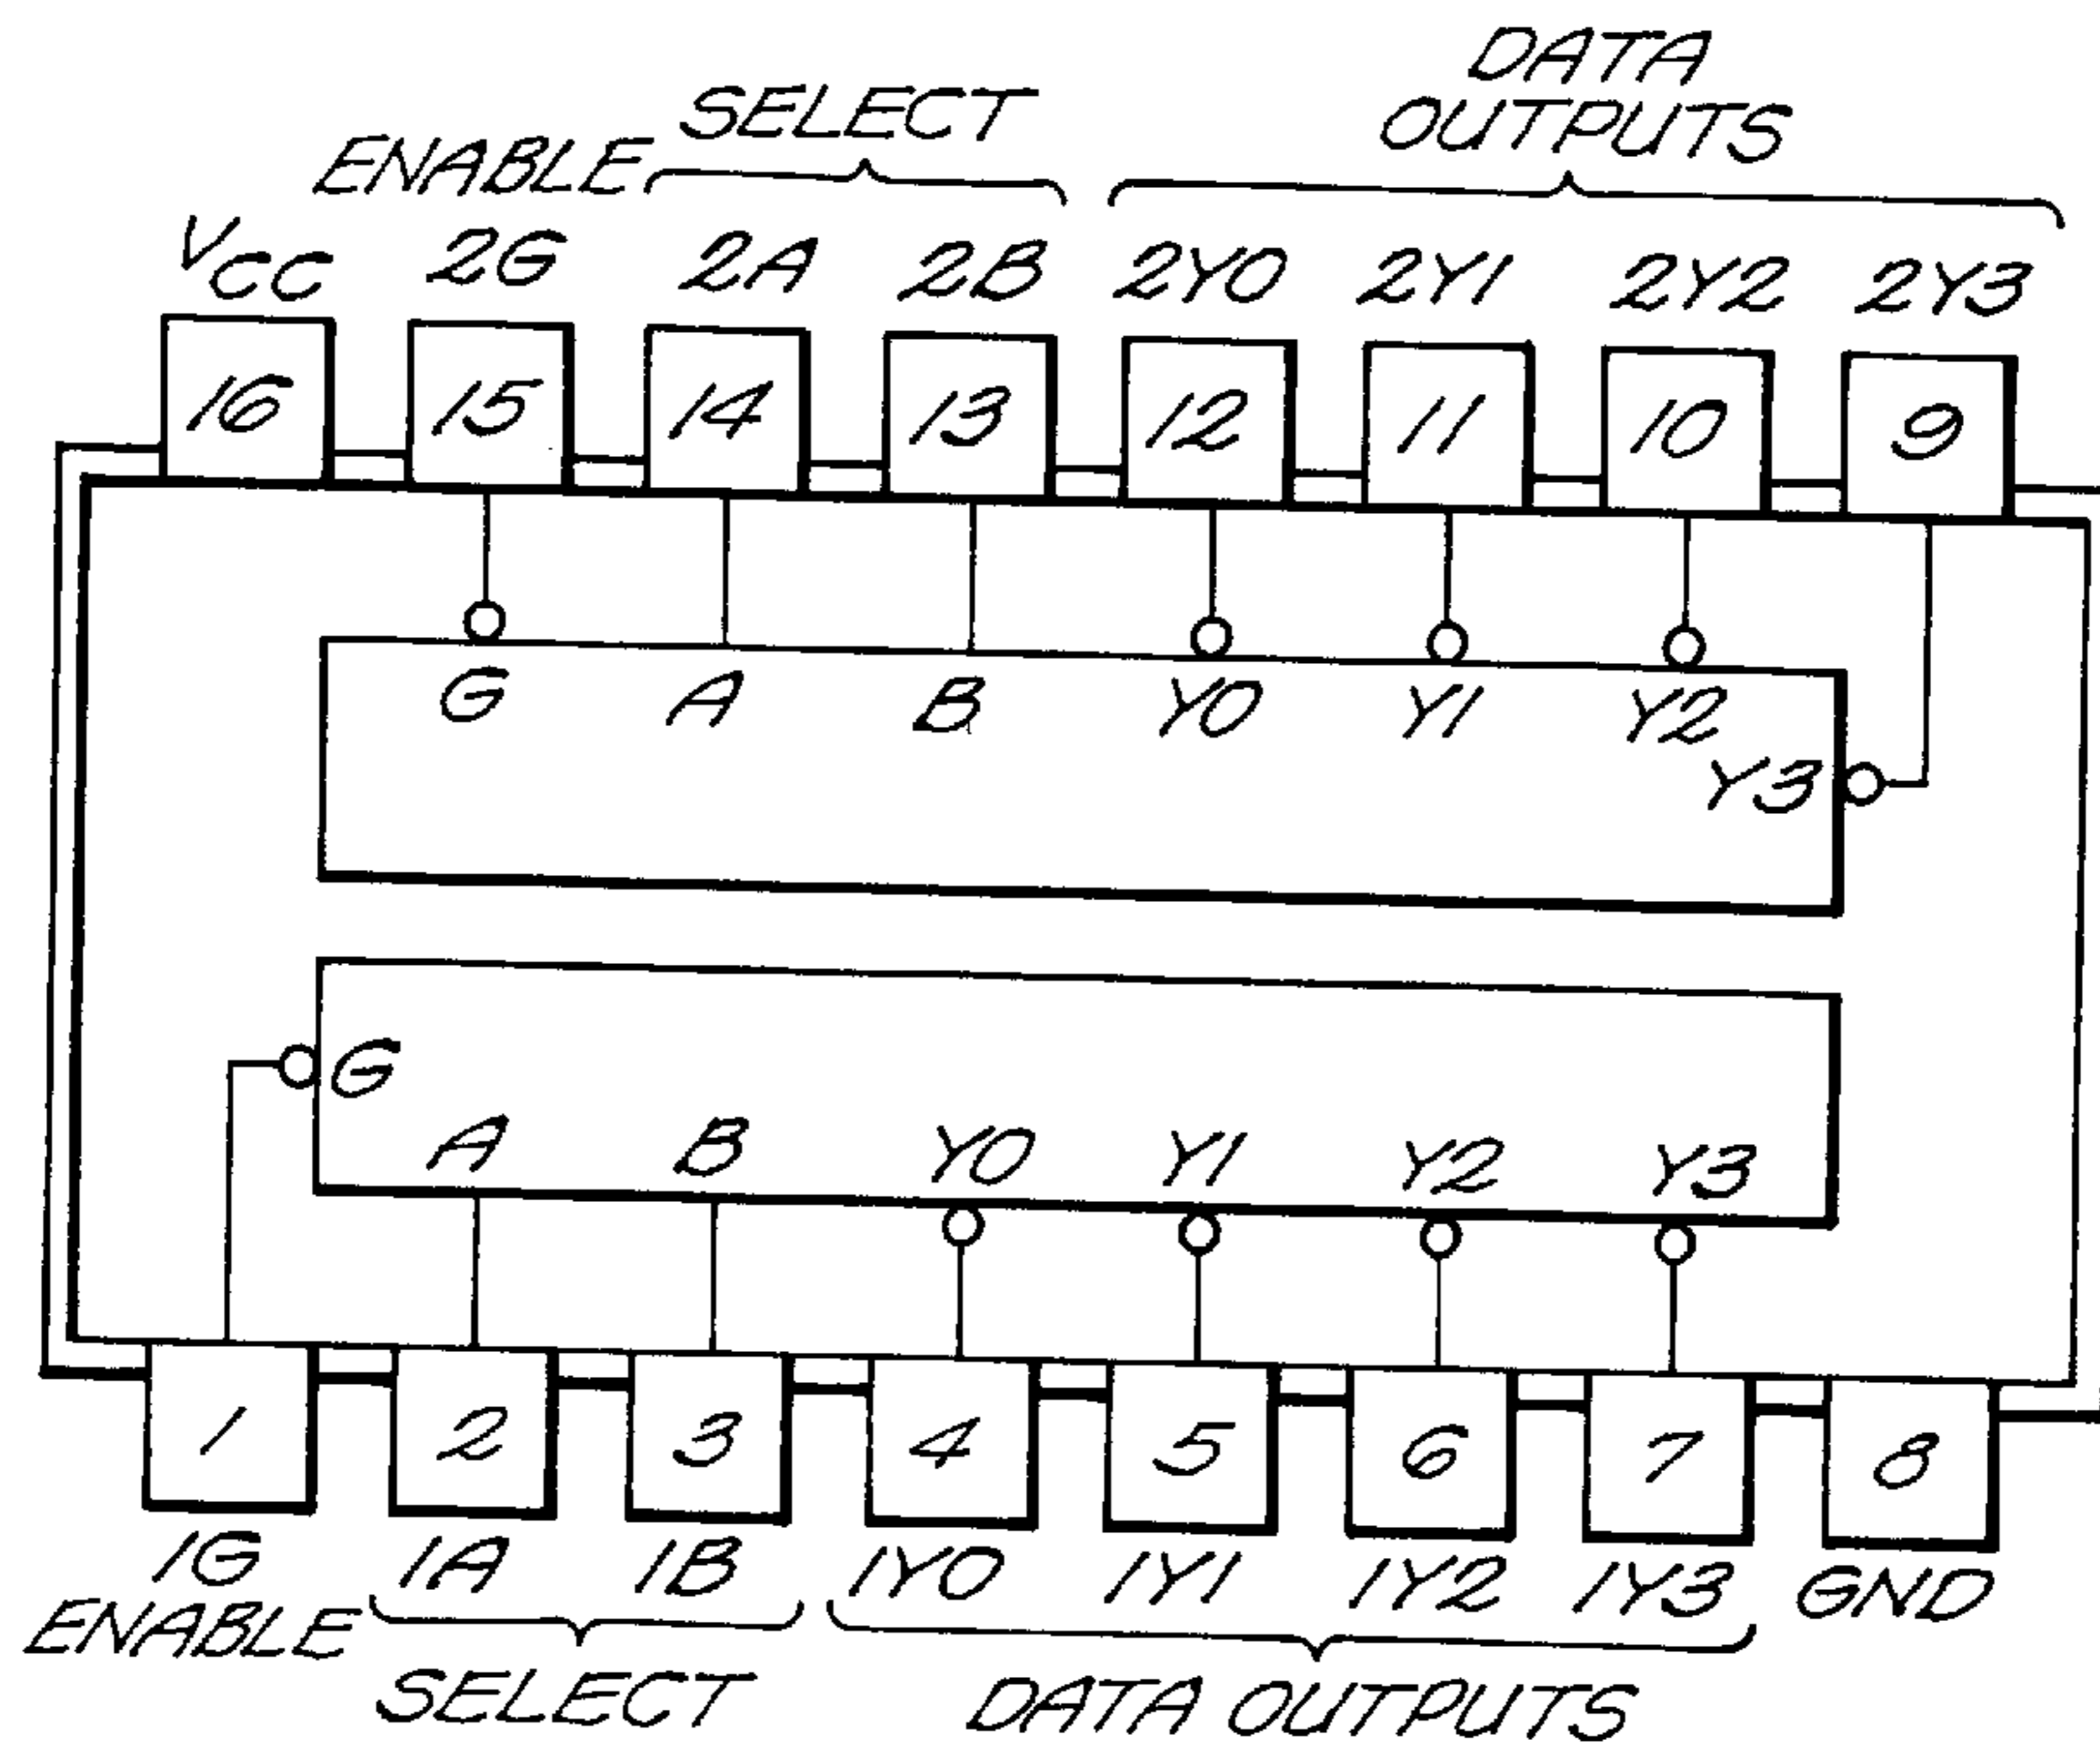 DATA
OUTPUTS
SELECT
ENABLE
VCC 2G 2A 2B 2Y0 2Y1 2Y2 2Y3
16 15 14 13 12 11 10 9
G A B Y0 Y1 Y2
Y3
G
A B Y0 Y1 Y2 Y3
1 2 3 4 5 6 7 8
1G 1A 1B 1Y0 1Y1 1Y2 1Y3 GND
ENABLE
SELECT
DATA OUTPUTS